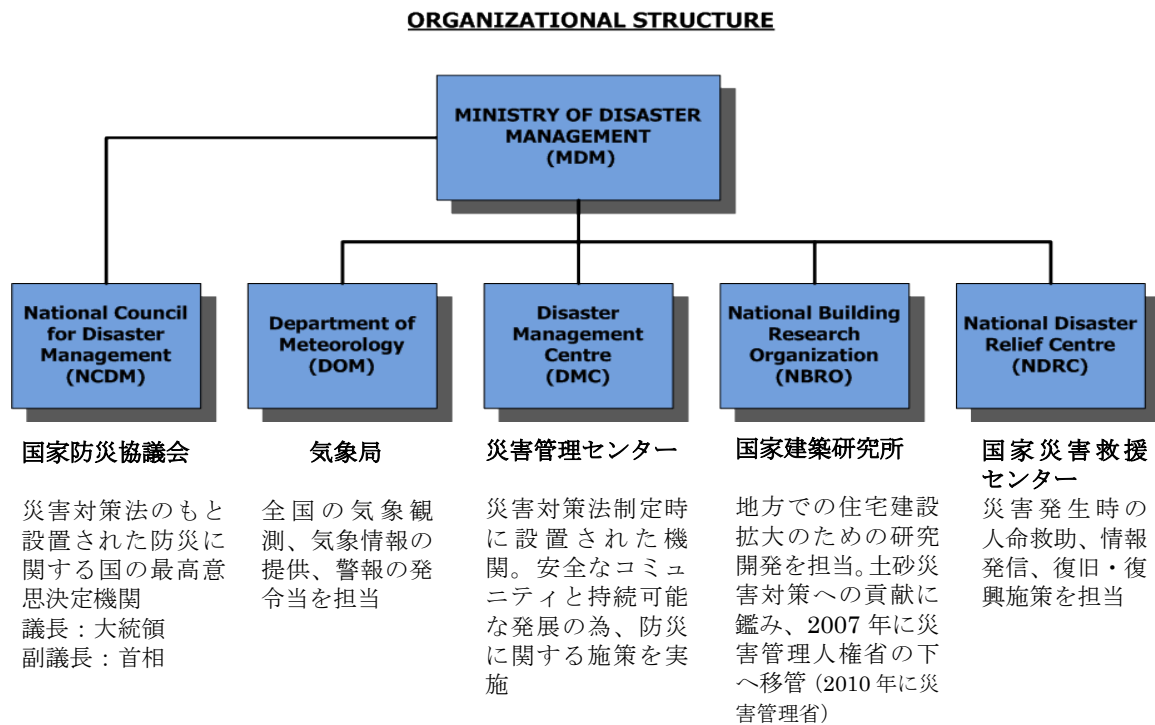 ORGANIZATIONAL STRUCTURE
MINISTRY OF DISASTER
MANAGEMENT
(MDM)
National Council
for Disaster
Management
(NCDM)
Department of
Meteorology
(DOM)
Disaster
Management
Centre
(DMC)
National Building
Research
Organization
(NBRO)
National Disaster
Relief Centre
(NDRC)
国家防災協議会
災害対策法のもと
設置された防災に
関する国の最高意
思決定機関
議長：大統領
副議長：首相
気象局
全国の気象観
測、気象情報の
提供、警報の発
令当を担当
災害管理センター
災害対策法制定時
に設置された機
関。安全なコミュ
ニティと持続可能
な発展の為、防災
に関する施策を実
施
国家建築研究所
地方での住宅建設
拡大のための研究
開発を担当。土砂災
害対策への貢献に
鑑み、2007 年に災
害管理人権省の下
へ移管（2010 年に災
害管理省）
国家災害救援
センター
災害発生時の
人命救助、情報
発信、復旧・復
興施策を担当